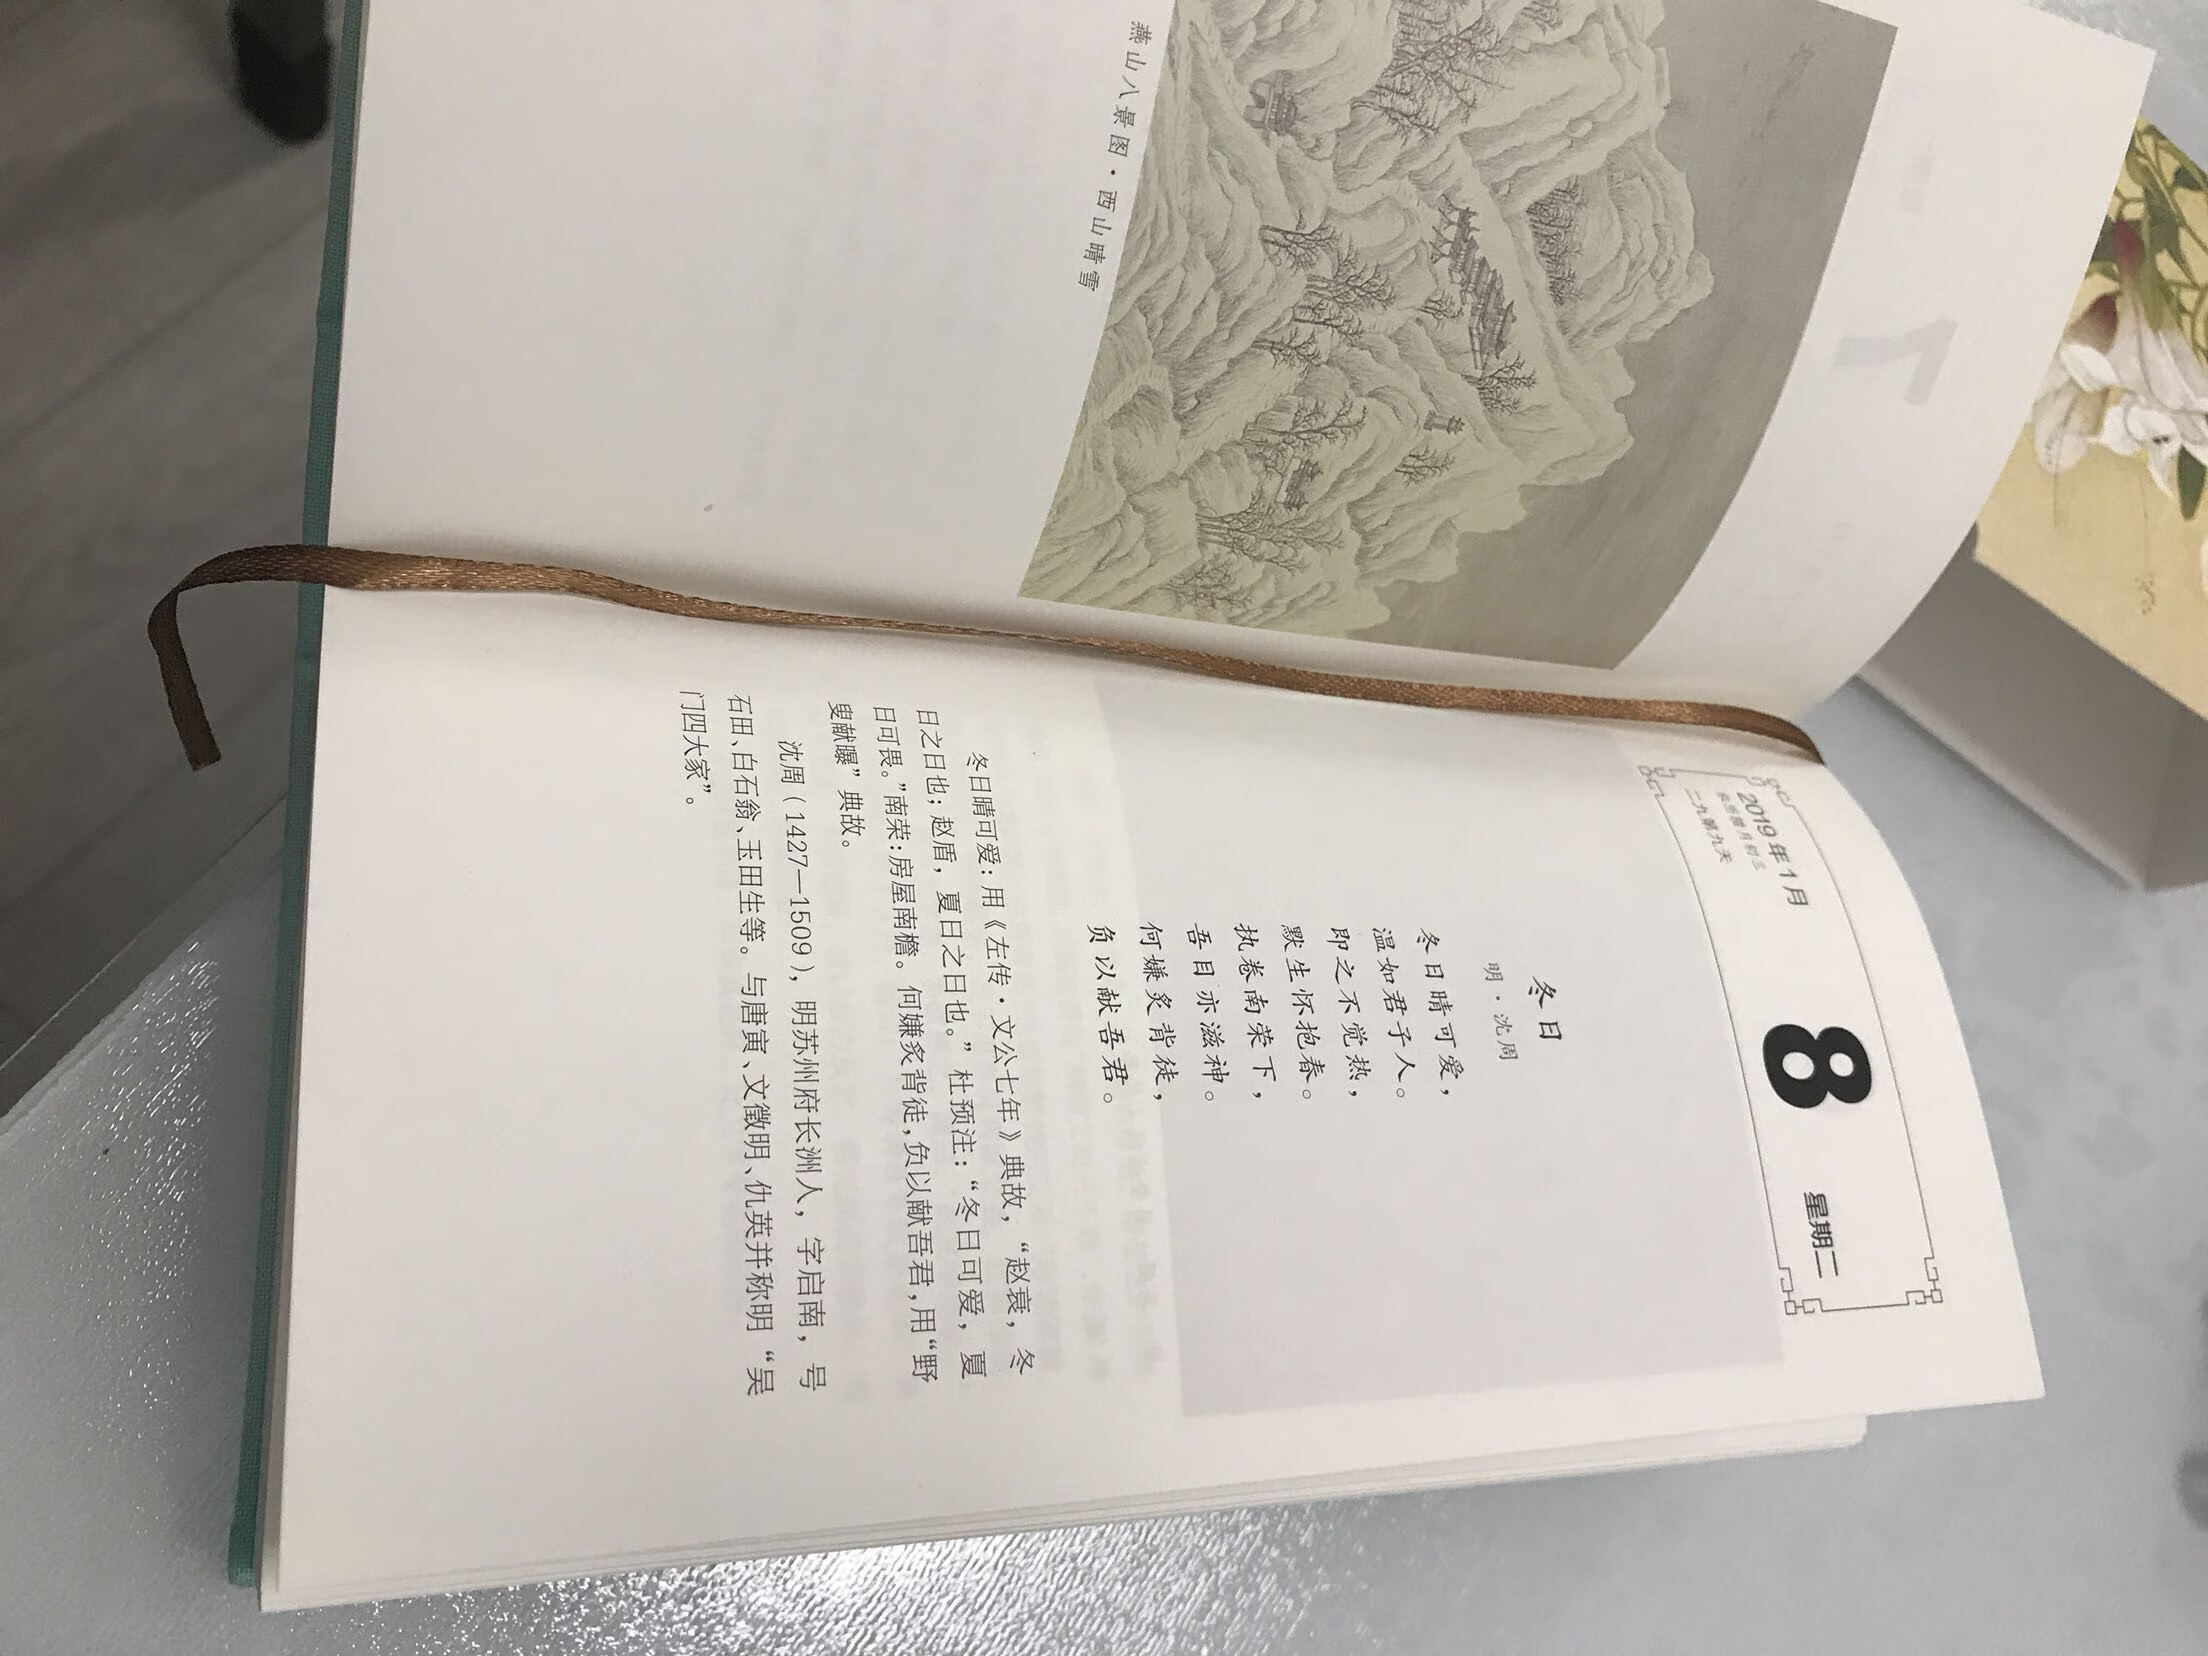 燕山八景图·西山晴雪
2019年1月
农历腊月初三
二九第九天
8
星期二
冬日
明·沈周
冬日晴可爱，
温如君子人。
即之不觉热，
默生怀抱春。
执卷南荣下，
吾目亦滋神。
何嫌炙背徒，
负以献吾君。
冬日晴可爱：用《左传·文公七年》典故，“赵衰，冬
日之日也；赵盾，夏日之日也。”杜预注：“冬日可爱，夏
日可畏。”南荣：房屋南檐。何嫌炙背徒，负以献吾君，用“野
叟献曝”典故。
沈周（1427—1509），明苏州府长洲人，字启南，号
石田、白石翁、玉田生等。与唐寅、文徵明、仇英并称明“吴
门四大家”。